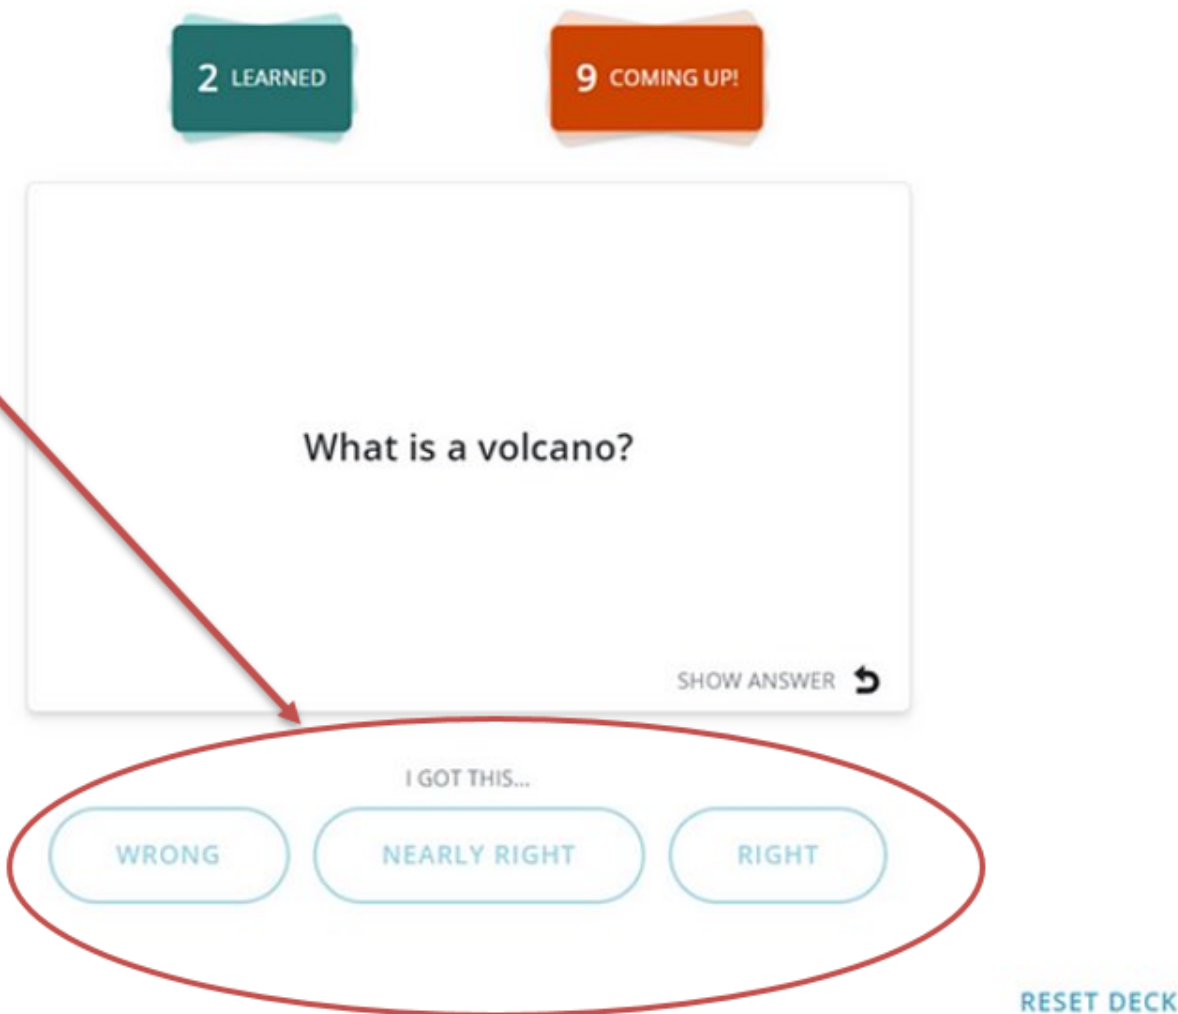 2 LEARNED
9 COMING UP!
What is a volcano?
SHOW ANSWER
I GOT THIS...
WRONG
NEARLY RIGHT
RIGHT
RESET DECK